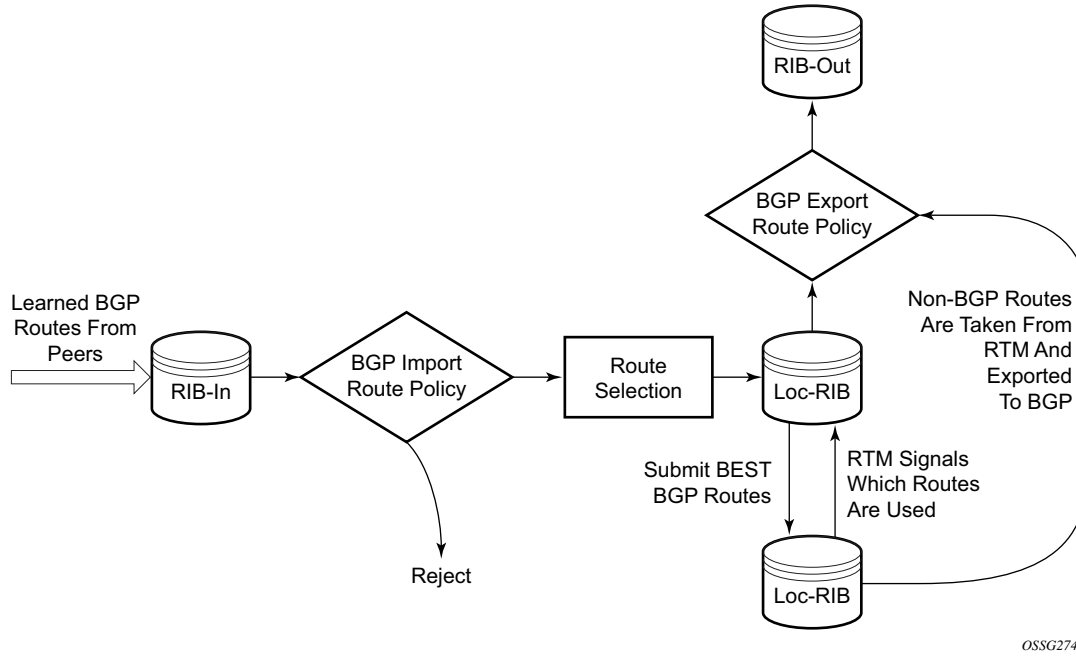 RIB-Out
BGP Export
Route Policy
Learned BGP
Routes From
Peers
RIB-In
BGP Import
Route Policy
Route
Selection
Loc-RIB
Non-BGP Routes
Are Taken From
RTM And
Exported
To BGP
Submit BEST
BGP Routes
RTM Signals
Which Routes
Are Used
Reject
Loc-RIB
OSSG274